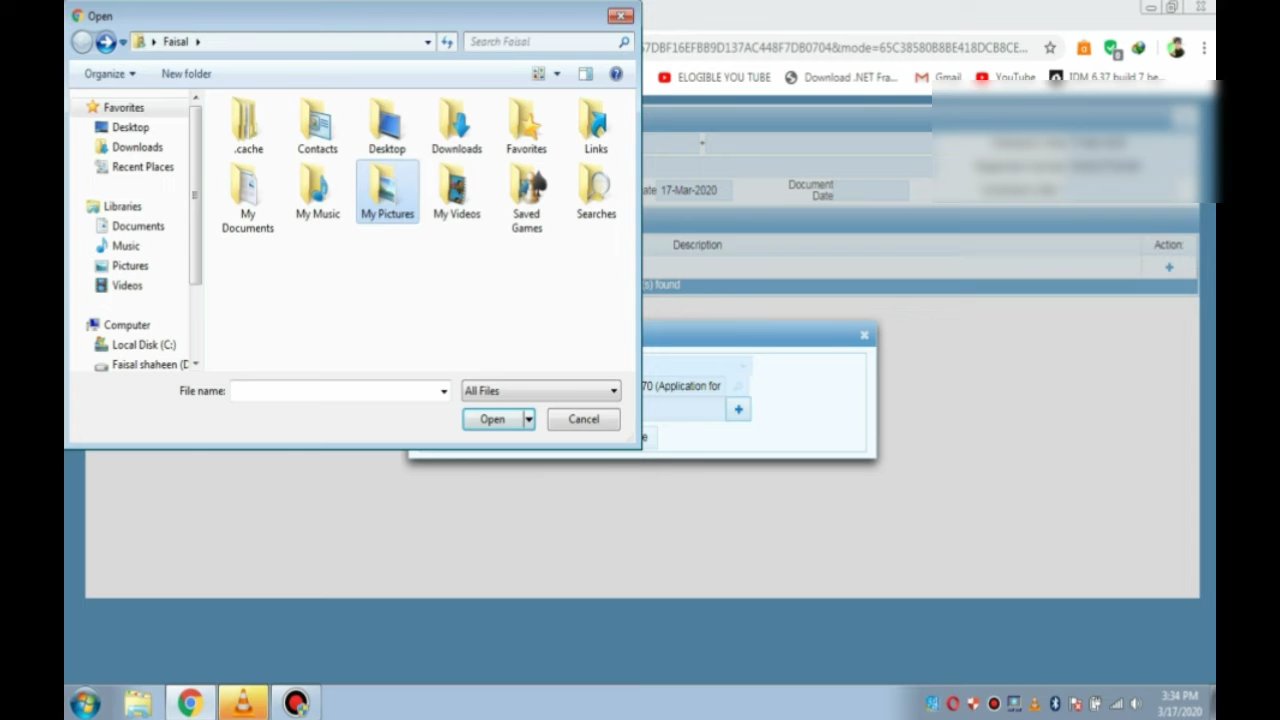 Open
Faisal
Search Faisal
57DBF16EFBB9D137AC448F7DB0704&mode=65C38580B8BE418DCB8CE...
Organize
New folder
ELOGIBLE YOU TUBE
Download .NET Fra...
Gmail
YouTube
IDM 6.37 build 7 be...
Favorites
Desktop
Downloads
Recent Places
Libraries
Documents
Music
Pictures
Videos
Computer
Local Disk (C:)
Faisal shaheen (D
.cache
Contacts
Desktop
Downloads
Favorites
Links
My Documents
My Music
My Pictures
My Videos
Saved Games
Searches
ate 17-Mar-2020
Document Date
Description
Action:
(s) found
70 (Application for
File name:
All Files
Open
Cancel
e
3:34 PM
3/17/2020